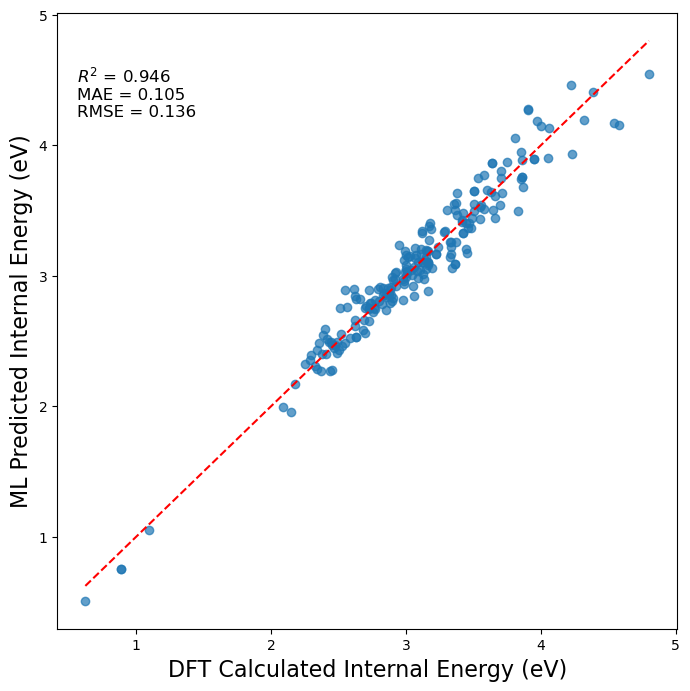 R² = 0.946
MAE = 0.105
RMSE = 0.136
ML Predicted Internal Energy (eV)
5
4
3
2
1
1 2 3 4 5
DFT Calculated Internal Energy (eV)